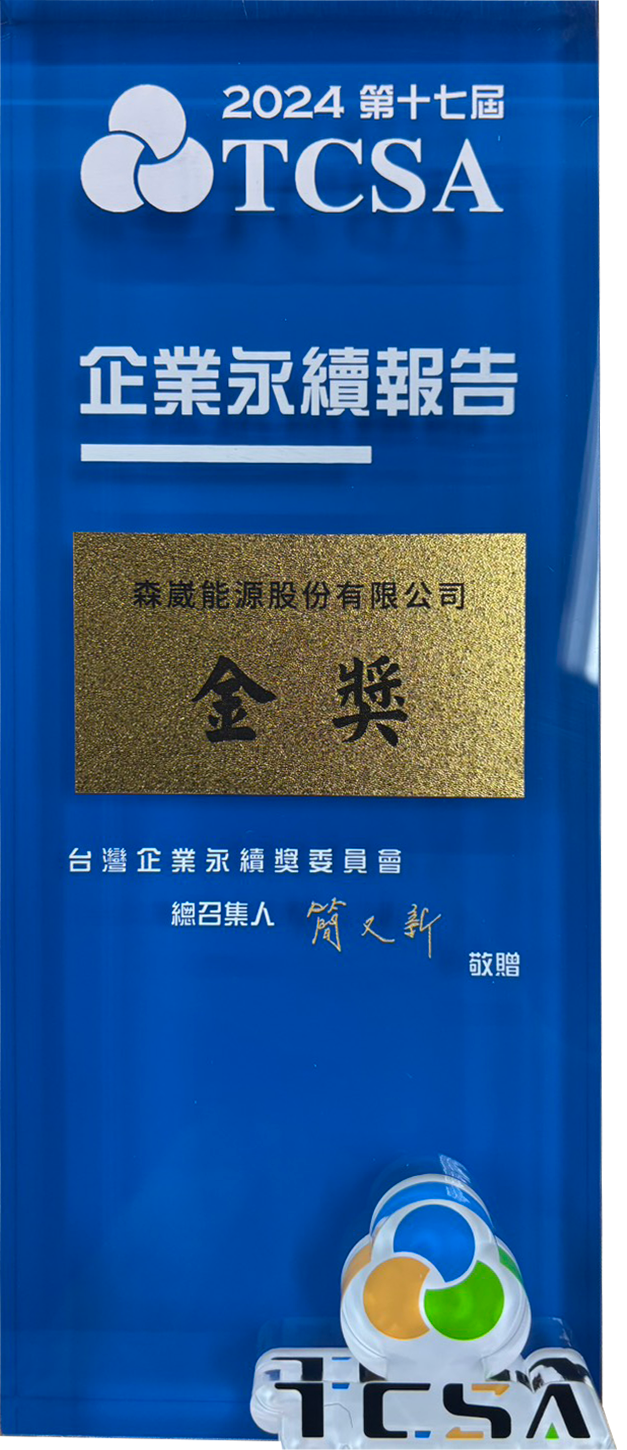 2024 第十七屆
TCSA
企業永續報告
森崴能源股份有限公司
金獎
台灣企業永續獎委員會
總召集人 簡又新
敬贈
TCSA